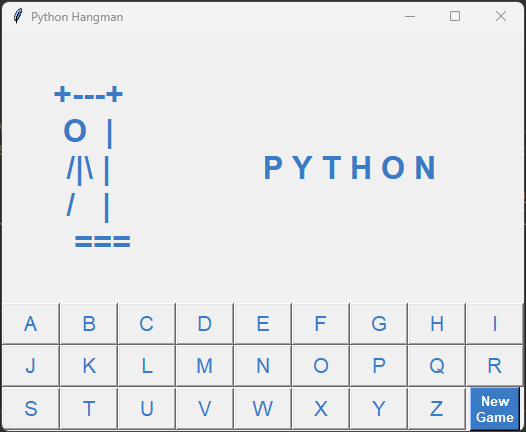 Python Hangman
+---+
O |
/|\ |
/ |
===
P Y T H O N
A B C D E F G H I
J K L M N O P Q R
S T U V W X Y Z
New
Game